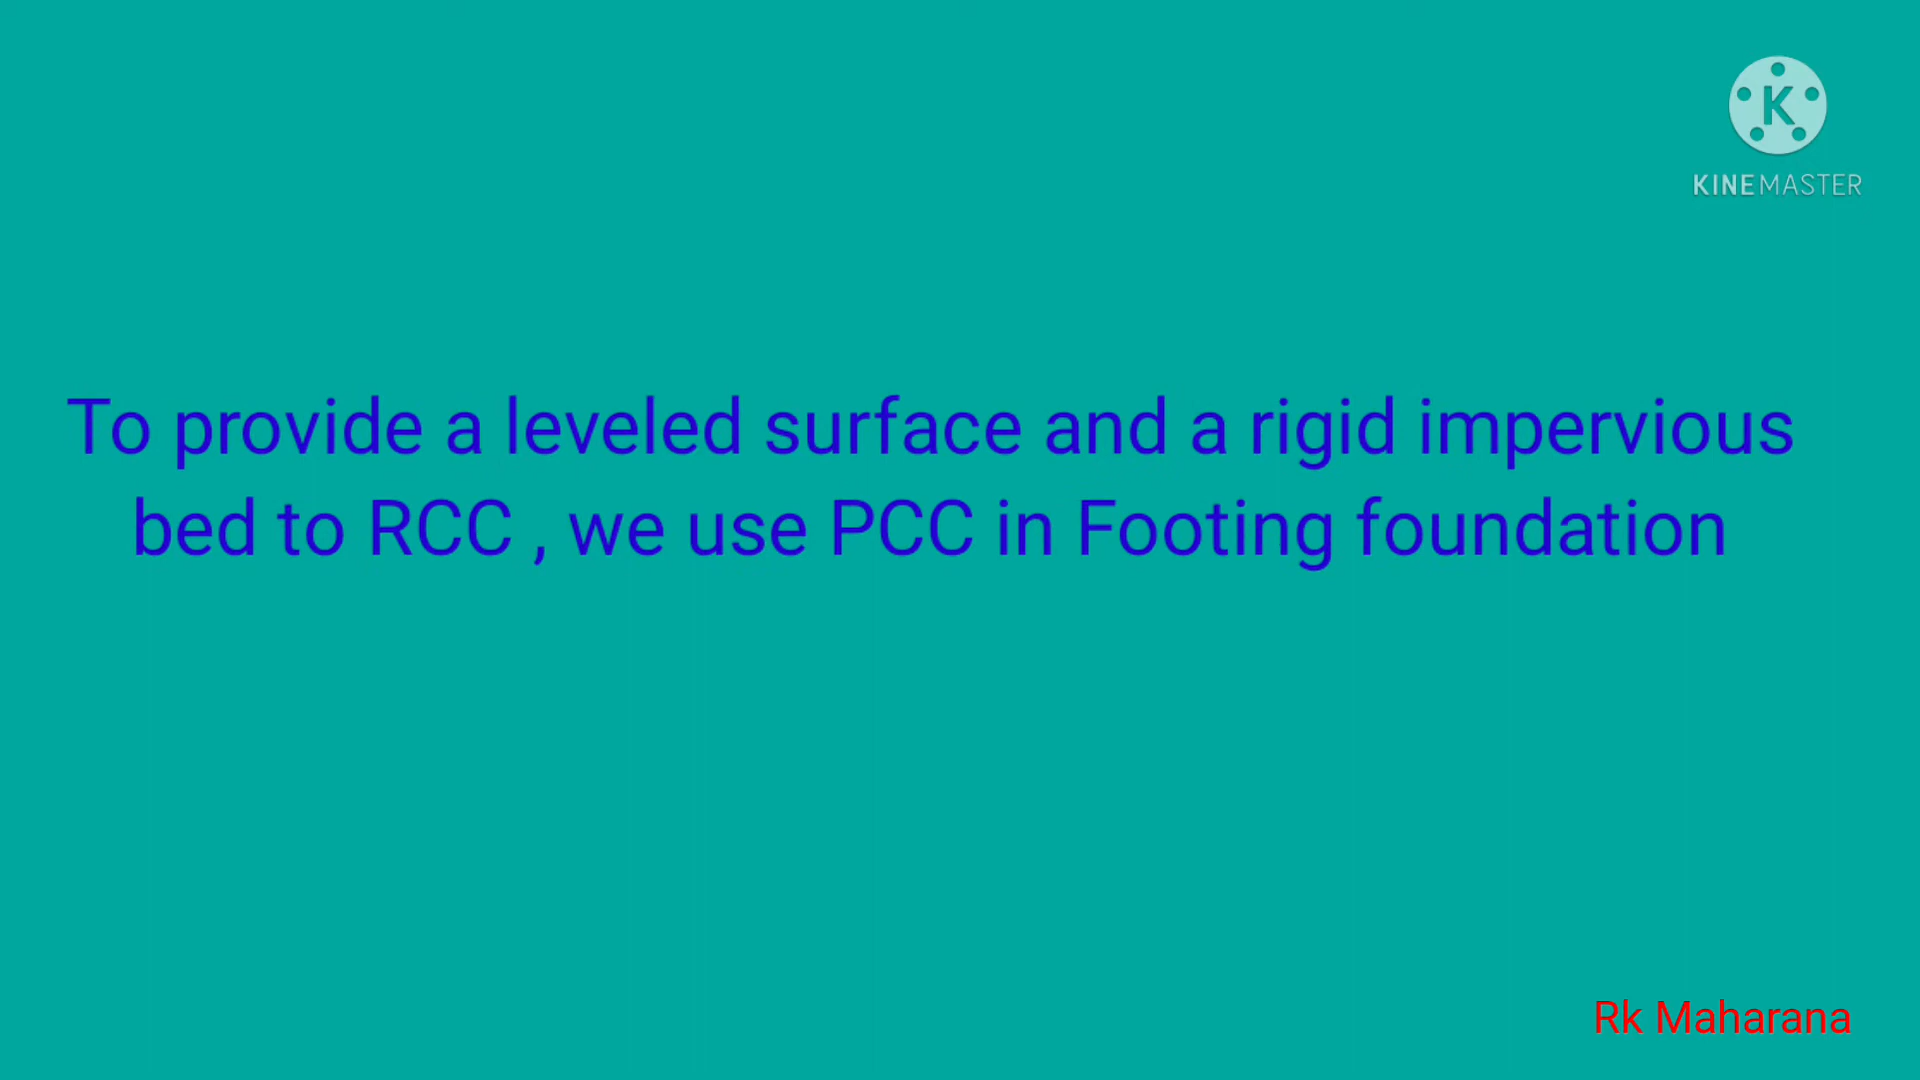 K
KINEMASTER
To provide a leveled surface and a rigid impervious
bed to RCC , we use PCC in Footing foundation
Rk Maharana